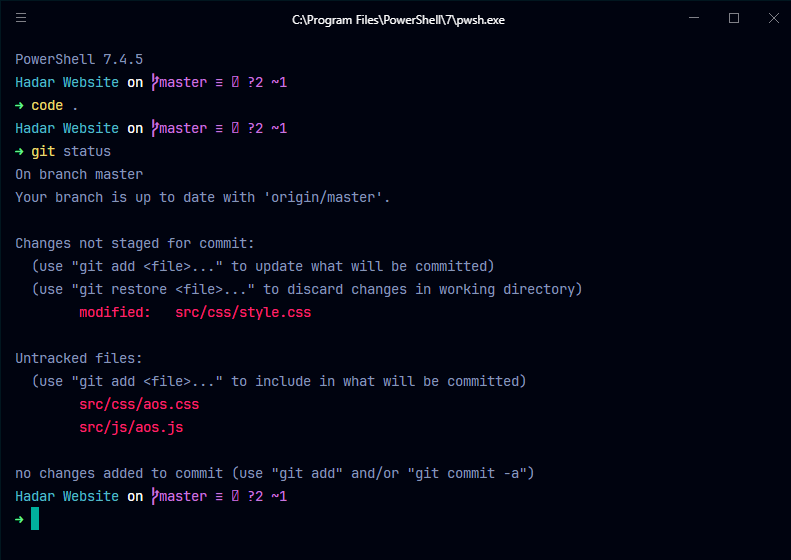 C:\Program Files\PowerShell\7\pwsh.exe
PowerShell 7.4.5
Hadar Website on master ≡ ?2 ~1
➜ code .
Hadar Website on master ≡ ?2 ~1
➜ git status
On branch master
Your branch is up to date with 'origin/master'.
Changes not staged for commit:
(use "git add <file>..." to update what will be committed)
(use "git restore <file>..." to discard changes in working directory)
modified: src/css/style.css
Untracked files:
(use "git add <file>..." to include in what will be committed)
src/css/aos.css
src/js/aos.js
no changes added to commit (use "git add" and/or "git commit -a")
Hadar Website on master ≡ ?2 ~1
➜